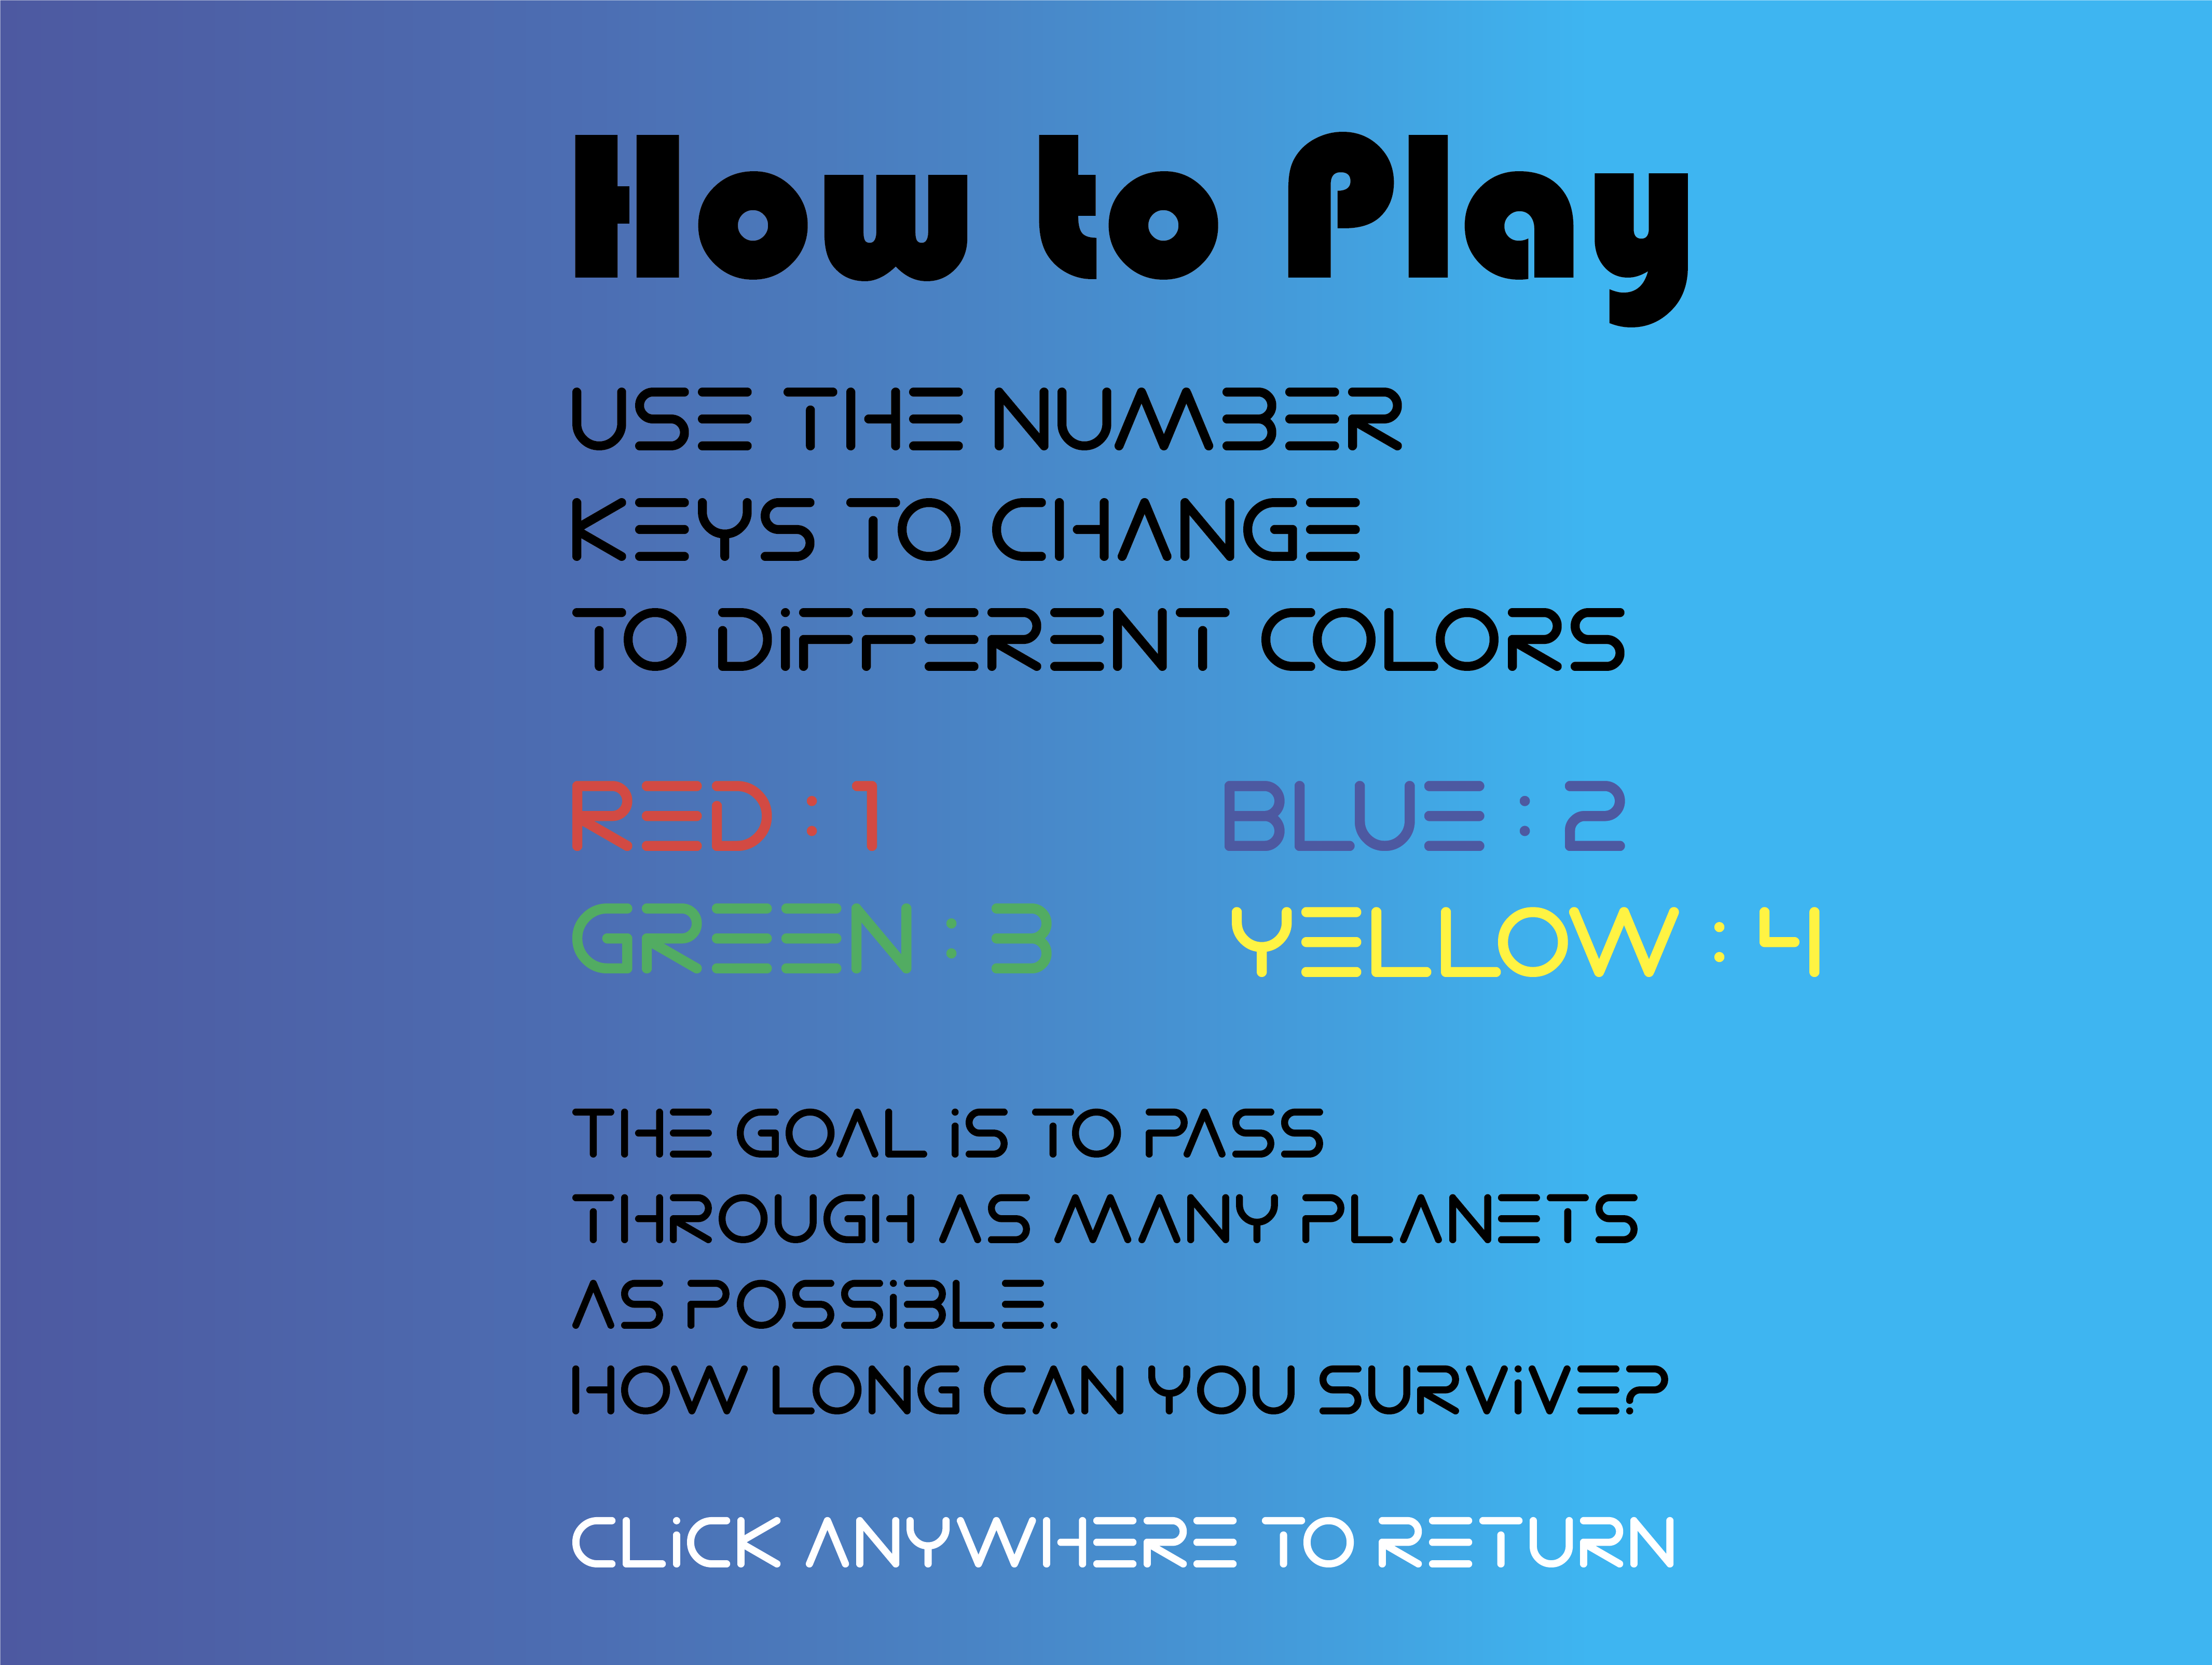 How to Play
USE THE NUMBER
KEYS TO CHANGE
TO DiFFERENT COLORS
RED : 1
BLUE : 2
GREEN : 3
YELLOW : 4
THE GOAL iS TO PASS
THROUGH AS MANY PLANETS
AS POSSiBLE.
HOW LONG CAN YOU SURViVE?
CLiCK ANYWHERE TO RETURN